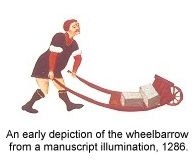 An early depiction of the wheelbarrow
from a manuscript illumination, 1286.